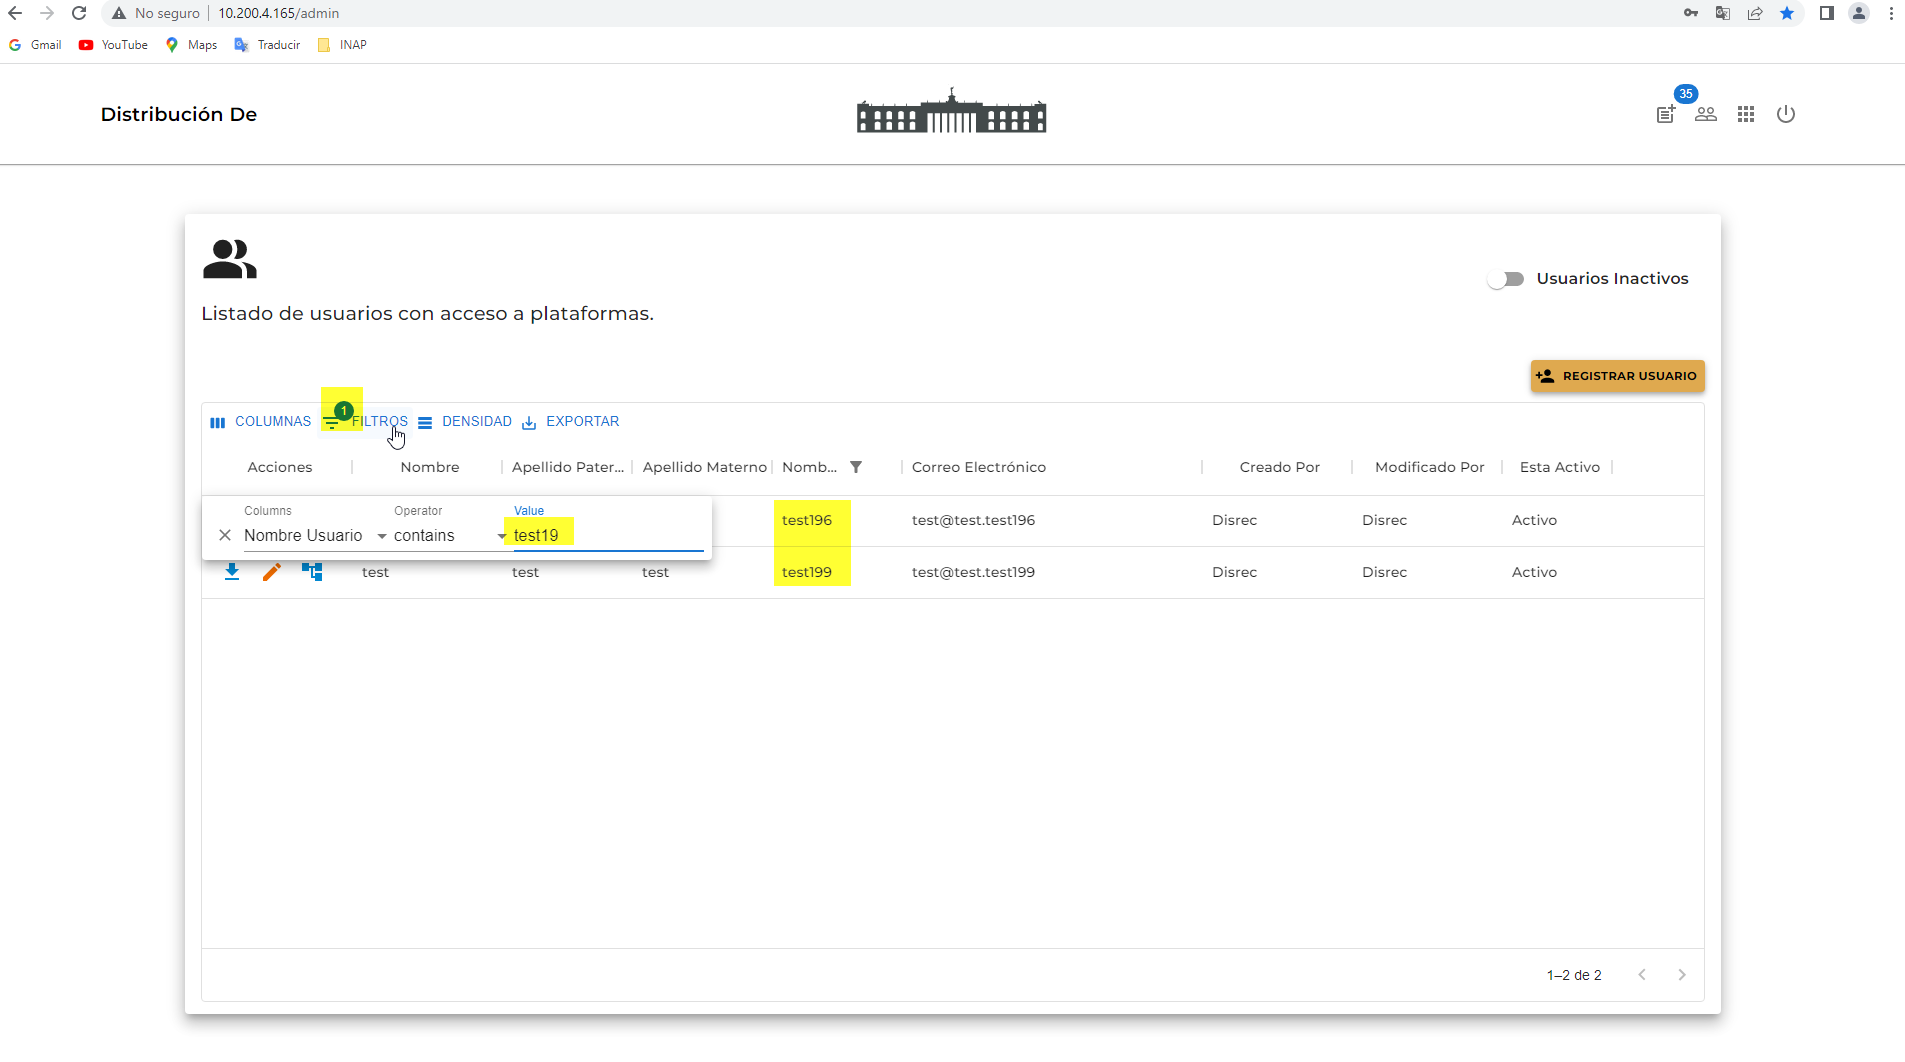 No seguro 10.200.4.165/admin
Gmail YouTube Maps Traducir INAP
Distribución De
35
Usuarios Inactivos
Listado de usuarios con acceso a plataformas.
REGISTRAR USUARIO
COLUMNAS 1 FILTROS DENSIDAD EXPORTAR
Acciones Nombre Apellido Pater... Apellido Materno Nomb... Correo Electrónico Creado Por Modificado Por Esta Activo
Columns Operator Value
Nombre Usuario contains test19
test196 test@test.test196 Disrec Disrec Activo
test test test test199 test@test.test199 Disrec Disrec Activo
1–2 de 2